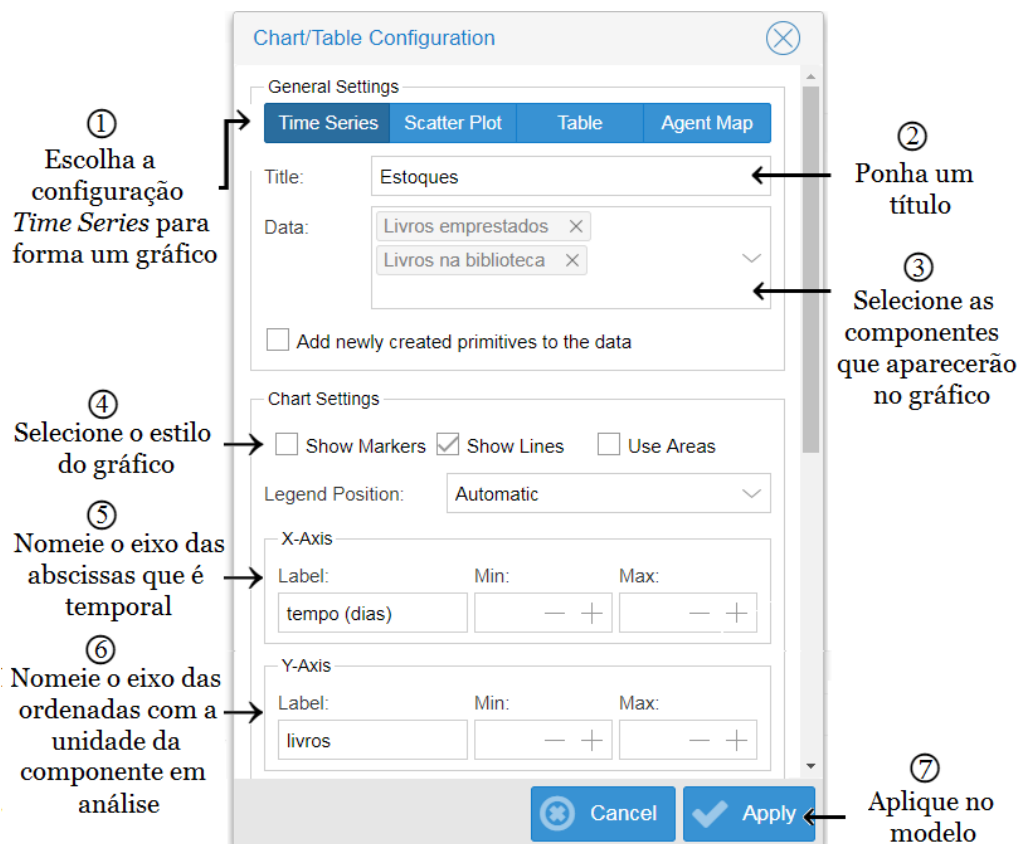 Chart/Table Configuration
General Settings
Time Series Scatter Plot Table Agent Map
Title: Estoques
Data: Livros emprestados
Livros na biblioteca
Add newly created primitives to the data
Chart Settings
Show Markers Show Lines Use Areas
Legend Position: Automatic
X-Axis
Label: Min: Max:
tempo (dias)
Y-Axis
Label: Min: Max:
livros
Cancel Apply
①
Escolha a
configuração
Time Series para
forma um gráfico
②
Ponha um
título
③
Selecione as
componentes
que aparecerão
no gráfico
④
Selecione o estilo
do gráfico
⑤
Nomeie o eixo das
abscissas que é
temporal
⑥
Nomeie o eixo das
ordenadas com a
unidade da
componente em
análise
⑦
Aplique no
modelo